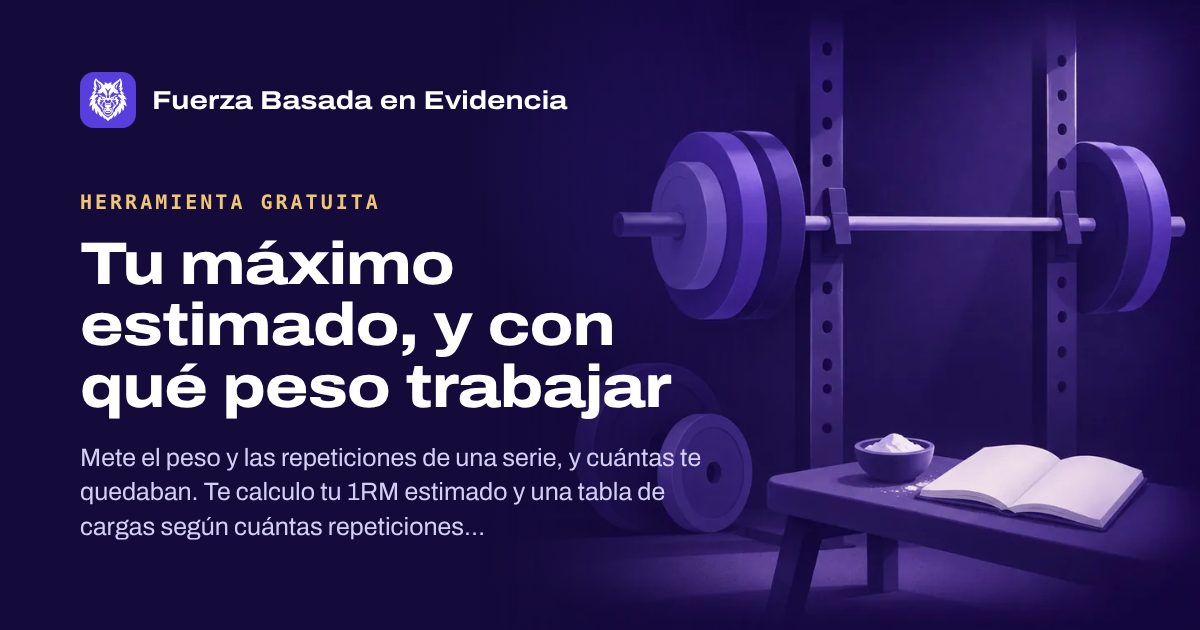 Fuerza Basada en Evidencia
HERRAMIENTA GRATUITA
Tu máximo
estimado, y con
qué peso trabajar
Mete el peso y las repeticiones de una serie, y cuántas te
quedaban. Te calculo tu 1RM estimado y una tabla de
cargas según cuántas repeticiones...